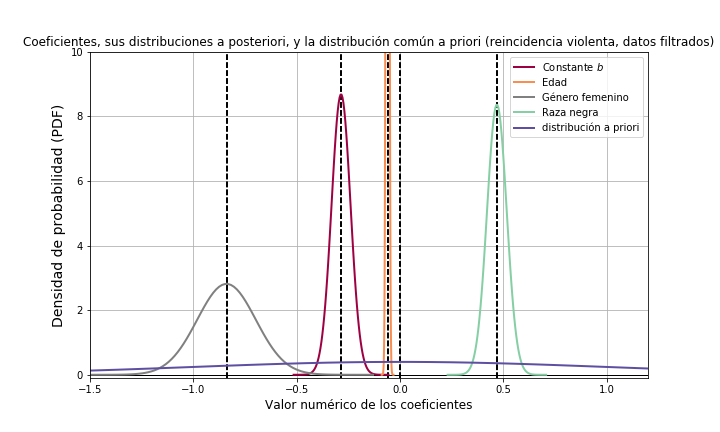 Coeficientes, sus distribuciones a posteriori, y la distribución común a priori (reincidencia violenta, datos filtrados)
Densidad de probabilidad (PDF)
10
8
6
4
2
0
Constante b
Edad
Género femenino
Raza negra
distribución a priori
−1.5
−1.0
−0.5
0.0
0.5
1.0
Valor numérico de los coeficientes